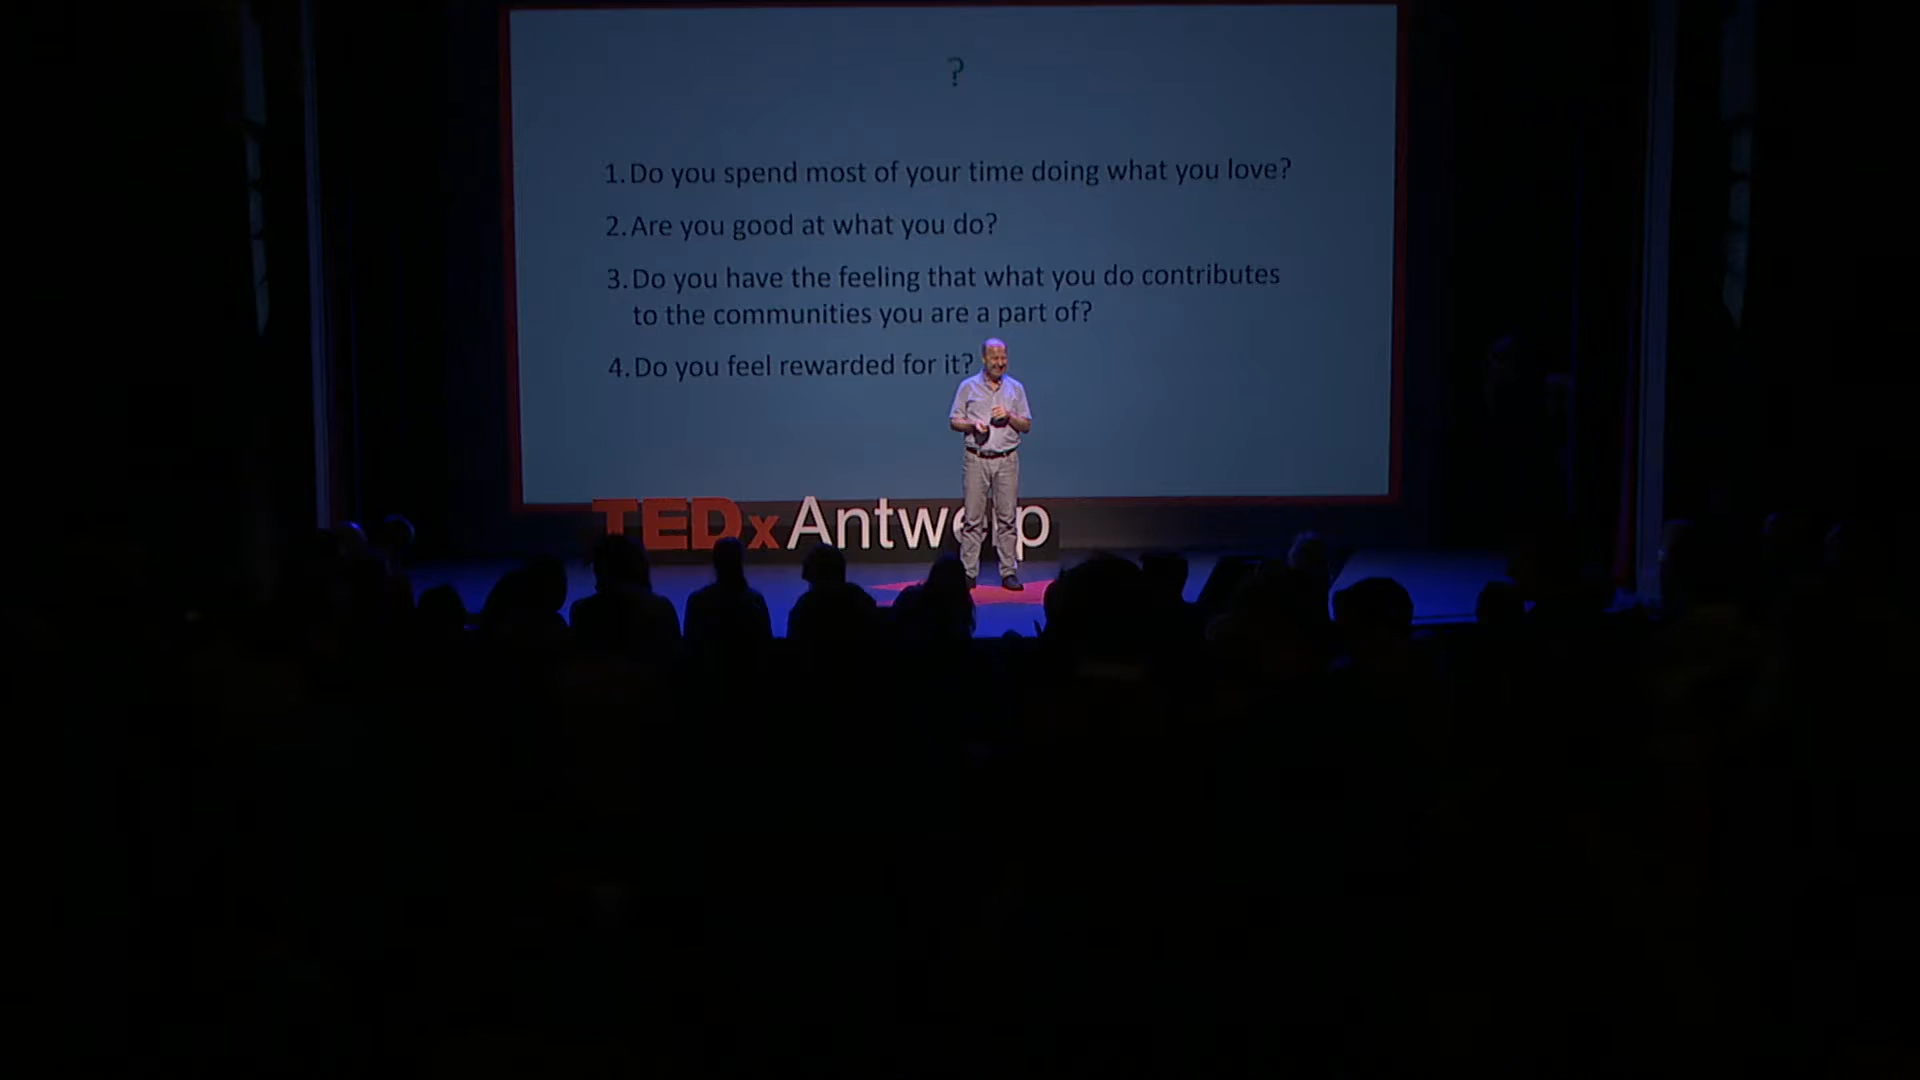 ?
1. Do you spend most of your time doing what you love?
2. Are you good at what you do?
3. Do you have the feeling that what you do contributes
to the communities you are a part of?
4. Do you feel rewarded for it?
TEDxAntwerp